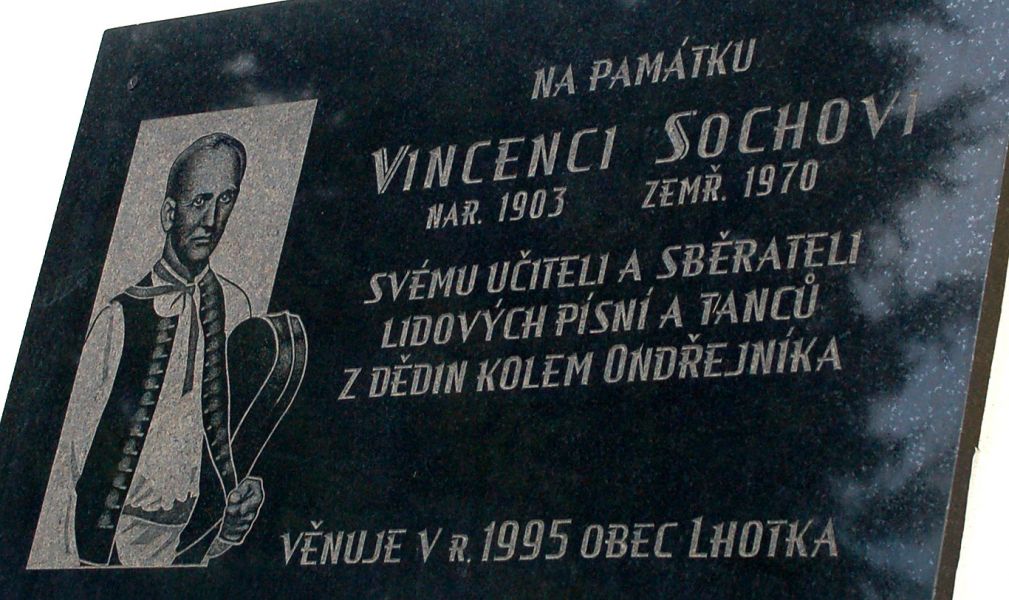 NA PAMÁTKU
VINCENCI SOCHOVI
NAR. 1903 ZEMŘ. 1970
SVÉMU UČITELI A SBĚRATELI
LIDOVÝCH PÍSNÍ A TANCŮ
Z DĚDIN KOLEM ONDŘEJNÍKA
VĚNUJE V R. 1995 OBEC LHOTKA